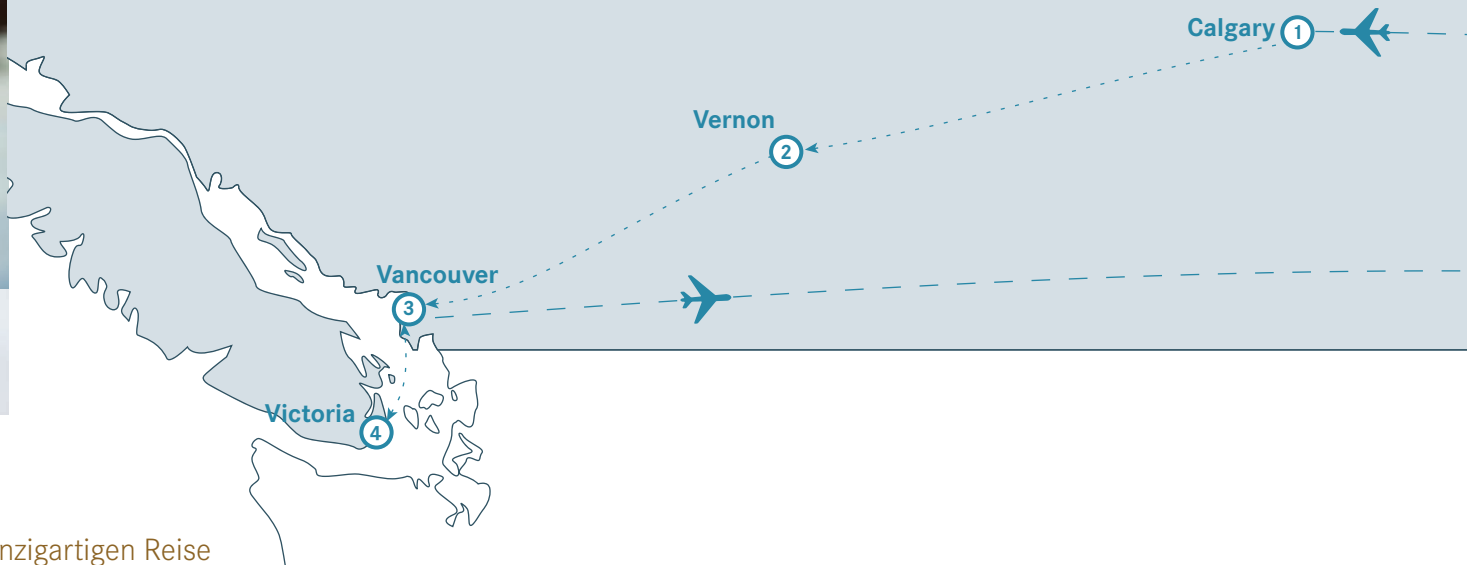 Calgary 1
Vernon
2
Vancouver
3
Victoria 4
nzigartigen Reise